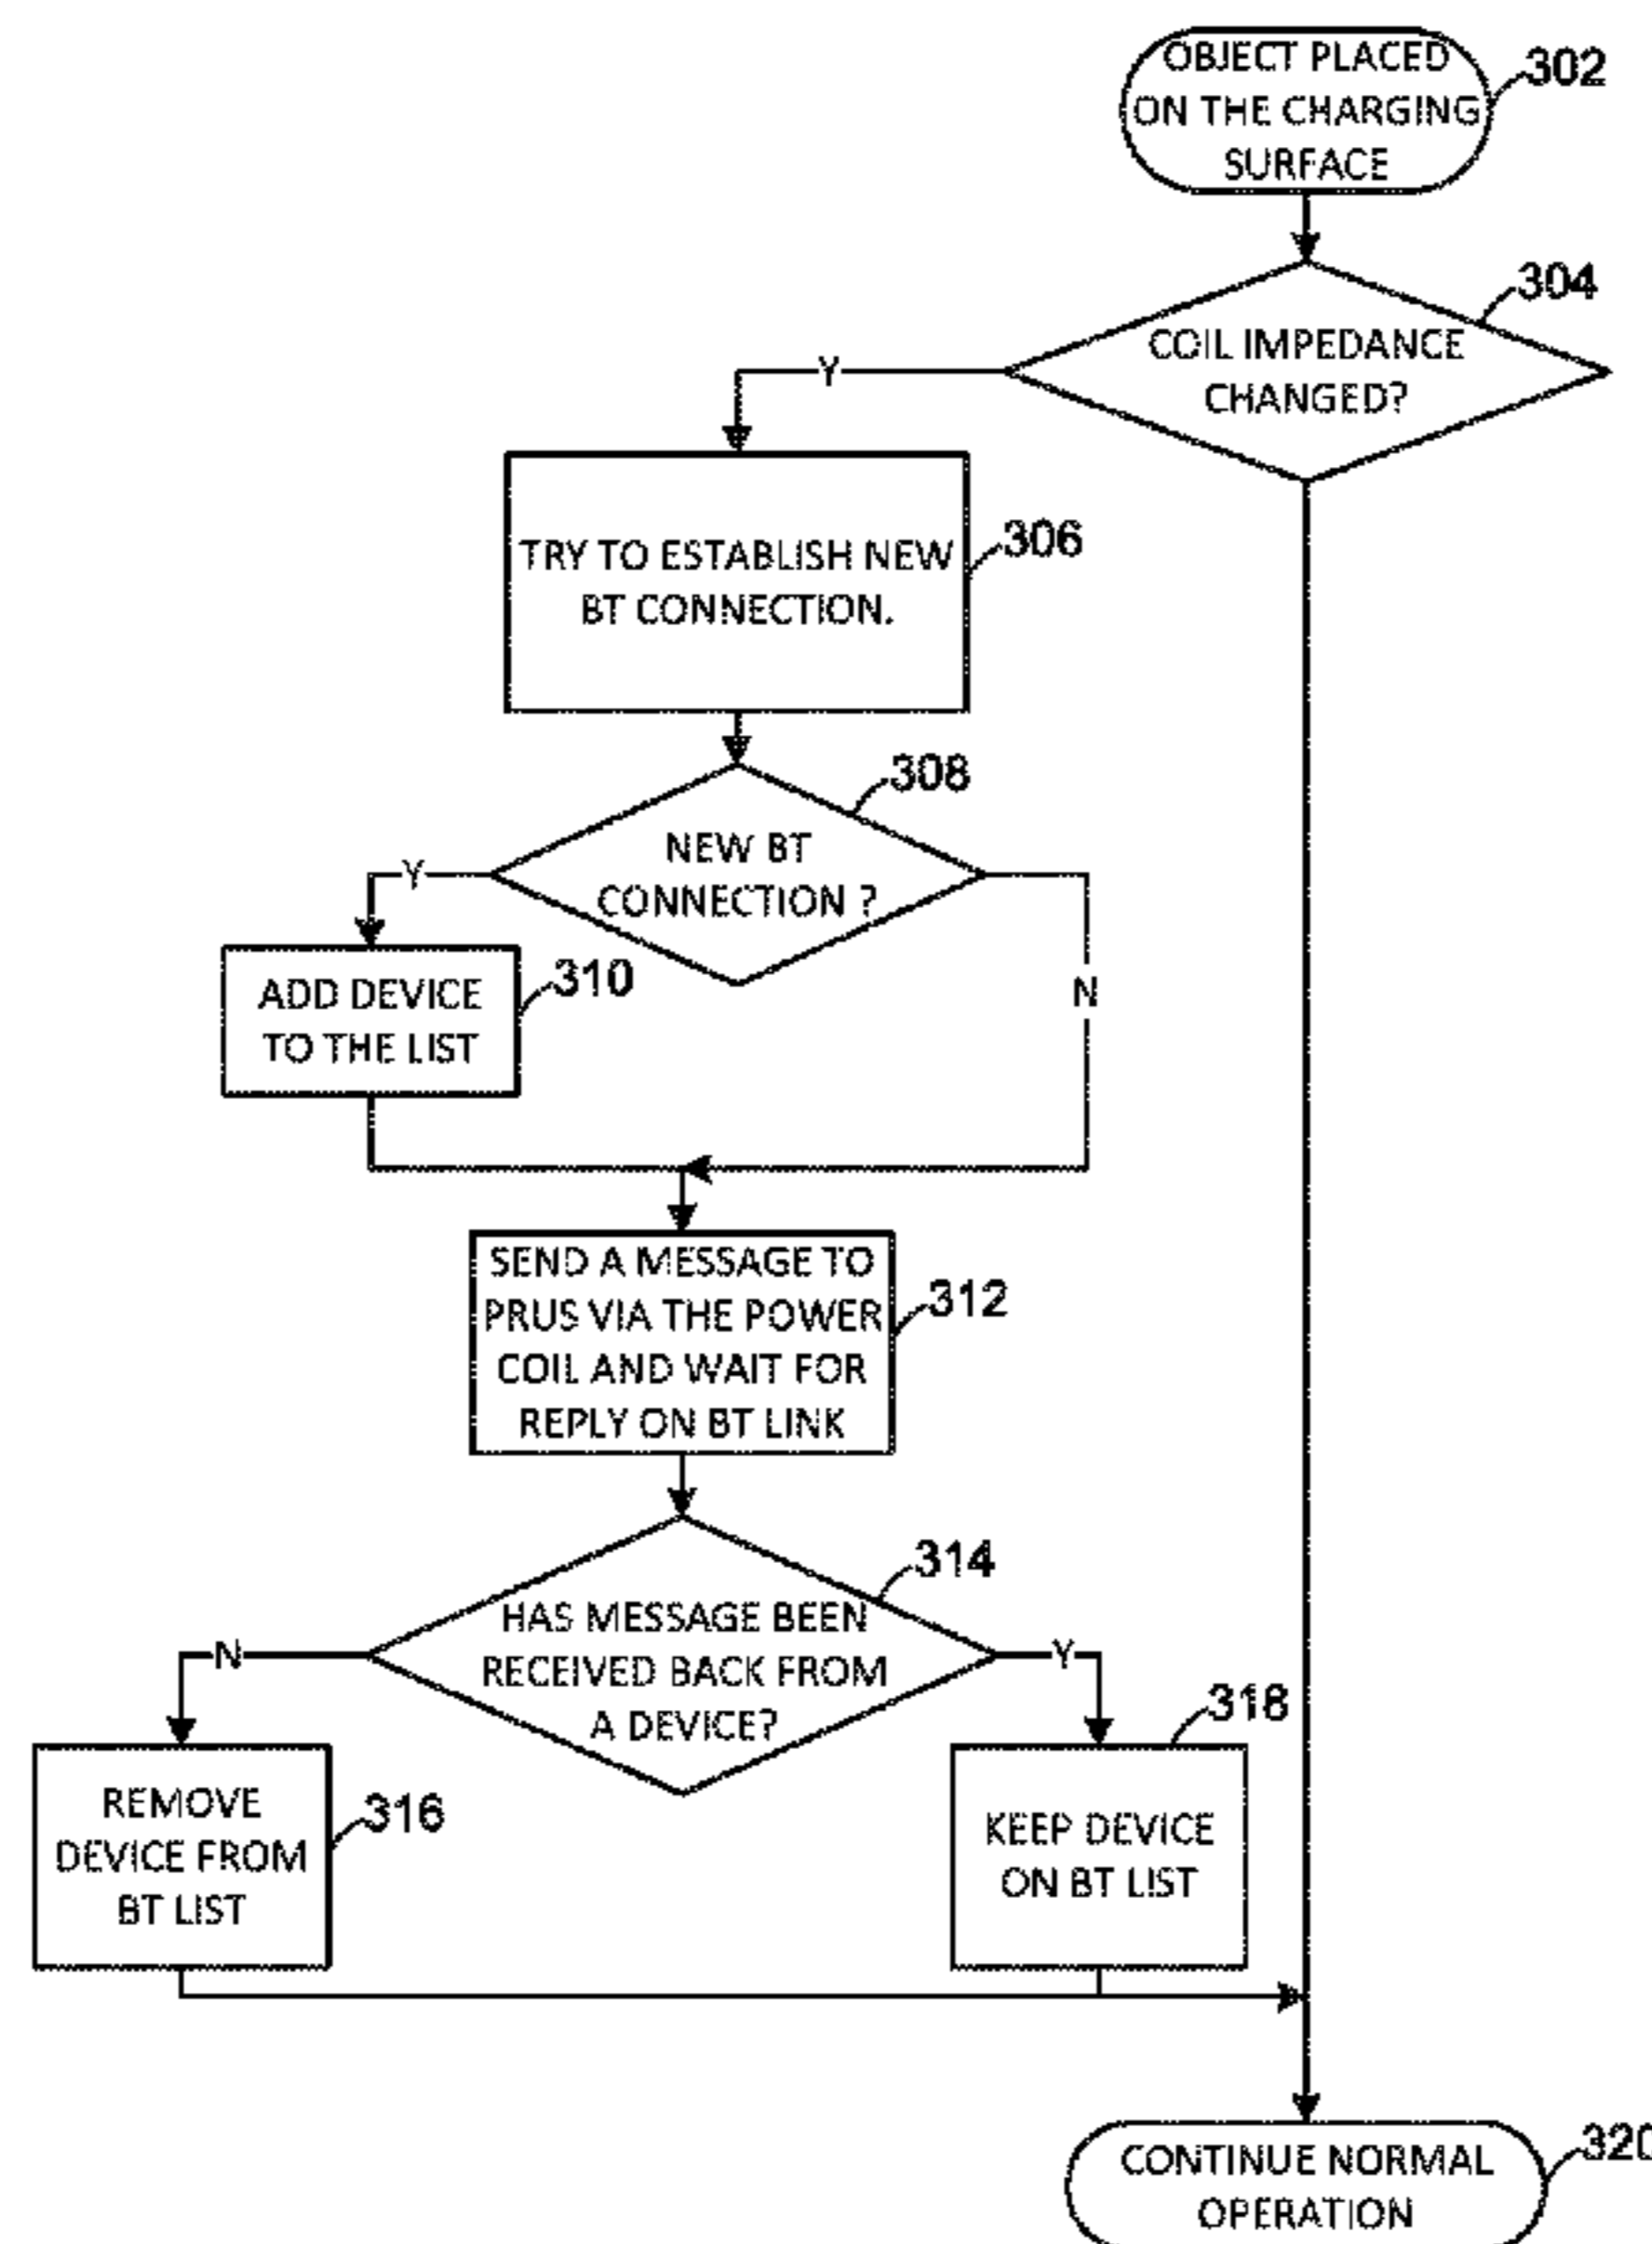 OBJECT PLACED
ON THE CHARGING
SURFACE
302
304
COIL IMPEDANCE
CHANGED?
Y
TRY TO ESTABLISH NEW
BT CONNECTION.
306
308
NEW BT
CONNECTION ?
Y
N
ADD DEVICE
TO THE LIST
310
SEND A MESSAGE TO
PRUS VIA THE POWER
COIL AND WAIT FOR
REPLY ON BT LINK
312
314
HAS MESSAGE BEEN
RECEIVED BACK FROM
A DEVICE?
N
Y
REMOVE
DEVICE FROM
BT LIST
316
318
KEEP DEVICE
ON BT LIST
CONTINUE NORMAL
OPERATION
320